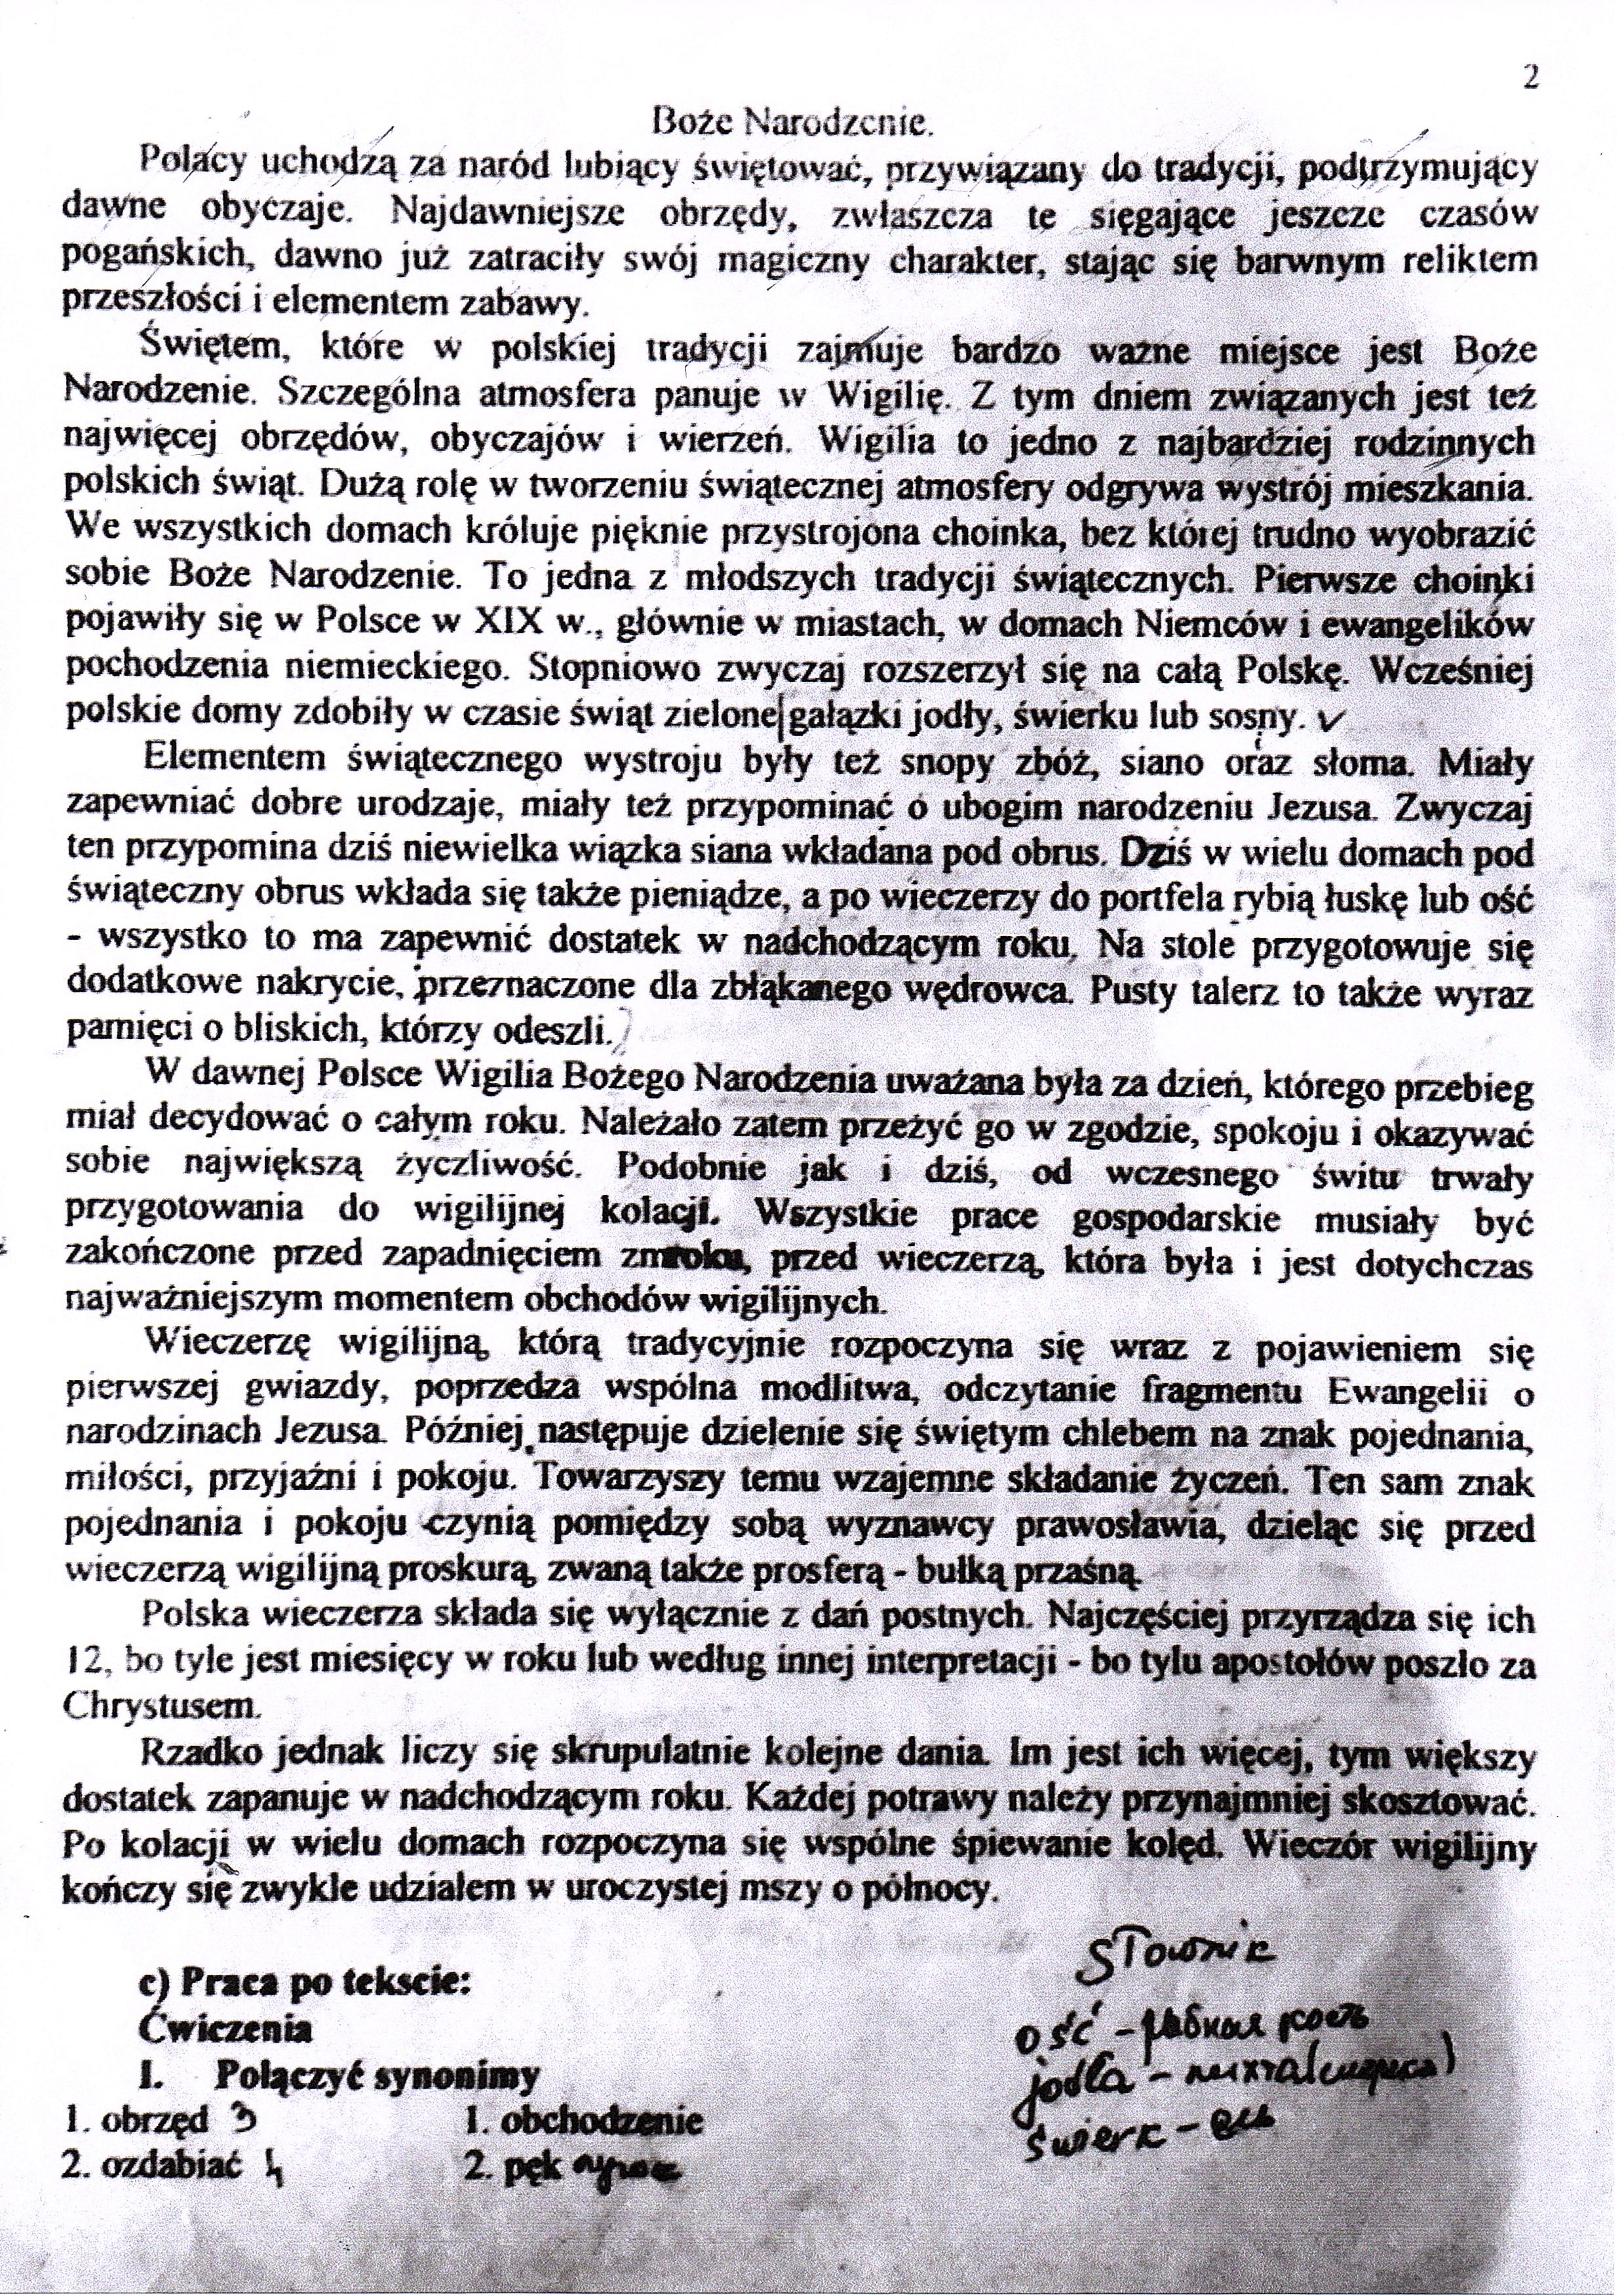 2
Boże Narodzenie.
Polacy uchodzą za naród lubiący świętować, przywiązany do tradycji, podtrzymujący
dawne obyczaje. Najdawniejsze obrzędy, zwłaszcza te sięgające jeszcze czasów
pogańskich, dawno już zatraciły swój magiczny charakter, stając się barwnym reliktem
przeszłości i elementem zabawy.
Świętem, które w polskiej tradycji zajmuje bardzo ważne miejsce jest Boże
Narodzenie. Szczególna atmosfera panuje w Wigilię. Z tym dniem związanych jest też
najwięcej obrzędów, obyczajów i wierzeń. Wigilia to jedno z najbardziej rodzinnych
polskich świąt. Dużą rolę w tworzeniu świątecznej atmosfery odgrywa wystrój mieszkania.
We wszystkich domach króluje pięknie przystrojona choinka, bez której trudno wyobrazić
sobie Boże Narodzenie. To jedna z młodszych tradycji świątecznych. Pierwsze choinki
pojawiły się w Polsce w XIX w., głównie w miastach, w domach Niemców i ewangelików
pochodzenia niemieckiego. Stopniowo zwyczaj rozszerzył się na całą Polskę. Wcześniej
polskie domy zdobiły w czasie świąt zielone gałązki jodły, świerku lub sosny.
Elementem świątecznego wystroju były też snopy zbóż, siano oraz słoma. Miały
zapewniać dobre urodzaje, miały też przypominać o ubogim narodzeniu Jezusa. Zwyczaj
ten przypomina dziś niewielka wiązka siana wkładana pod obrus. Dziś w wielu domach pod
świąteczny obrus wkłada się także pieniądze, a po wieczerzy do portfela rybią łuskę lub ość
- wszystko to ma zapewnić dostatek w nadchodzącym roku. Na stole przygotowuje się
dodatkowe nakrycie, przeznaczone dla zbłąkanego wędrowca. Pusty talerz to także wyraz
pamięci o bliskich, którzy odeszli.
W dawnej Polsce Wigilia Bożego Narodzenia uważana była za dzień, którego przebieg
miał decydować o całym roku. Należało zatem przeżyć go w zgodzie, spokoju i okazywać
sobie największą życzliwość. Podobnie jak i dziś, od wczesnego świtu trwały
przygotowania do wigilijnej kolacji. Wszystkie prace gospodarskie musiały być
zakończone przed zapadnięciem zmroku, przed wieczerzą, która była i jest dotychczas
najważniejszym momentem obchodów wigilijnych.
Wieczerzę wigilijną, którą tradycyjnie rozpoczyna się wraz z pojawieniem się
pierwszej gwiazdy, poprzedza wspólna modlitwa, odczytanie fragmentu Ewangelii o
narodzinach Jezusa. Później następuje dzielenie się świętym chlebem na znak pojednania,
miłości, przyjaźni i pokoju. Towarzyszy temu wzajemne składanie życzeń. Ten sam znak
pojednania i pokoju czynią pomiędzy sobą wyznawcy prawosławia, dzieląc się przed
wieczerzą wigilijną proskurą, zwaną także prosferą - bułką przaśną.
Polska wieczerza składa się wyłącznie z dań postnych. Najczęściej przyrządza się ich
12, bo tyle jest miesięcy w roku lub według innej interpretacji - bo tylu apostołów poszło za
Chrystusem.
Rzadko jednak liczy się skrupulatnie kolejne dania. Im jest ich więcej, tym większy
dostatek zapanuje w nadchodzącym roku. Każdej potrawy należy przynajmniej skosztować.
Po kolacji w wielu domach rozpoczyna się wspólne śpiewanie kolęd. Wieczór wigilijny
kończy się zwykle udziałem w uroczystej mszy o północy.
Słownik
c) Praca po tekscie:
Ćwiczenia
ość - рыбная кость
I. Połączyć synonimy
jodła - пихта
1. obrzęd 3 1. obchodzenie
świerk - ель
2. ozdabiać 4 2. pęk